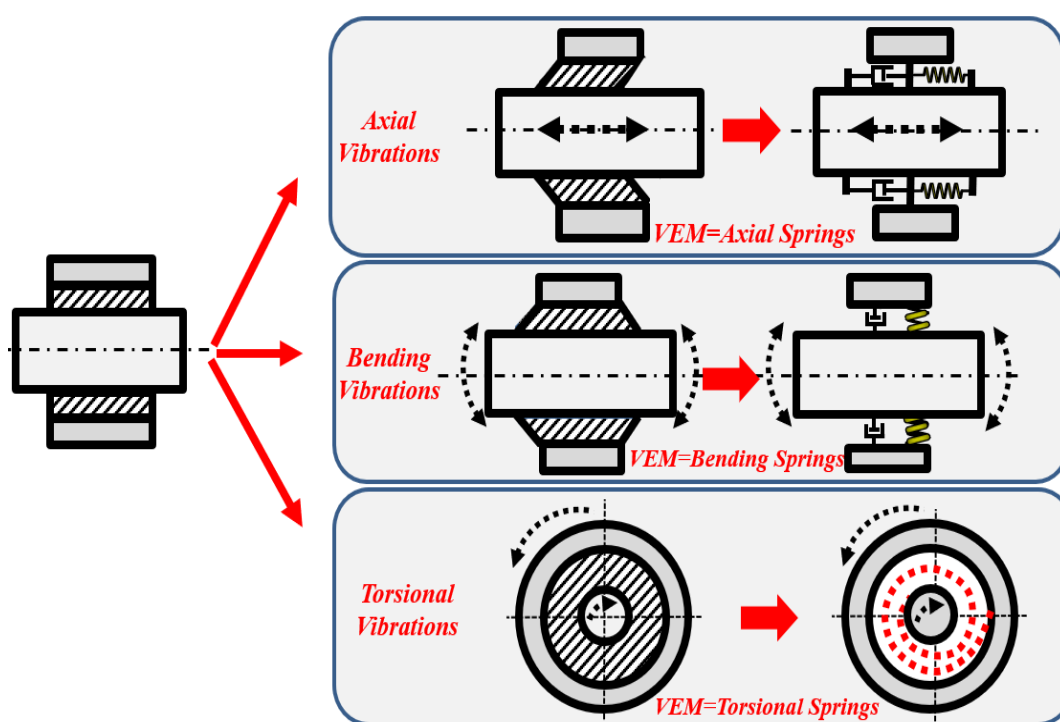 Axial
Vibrations
VEM=Axial Springs
Bending
Vibrations
VEM=Bending Springs
Torsional
Vibrations
VEM=Torsional Springs